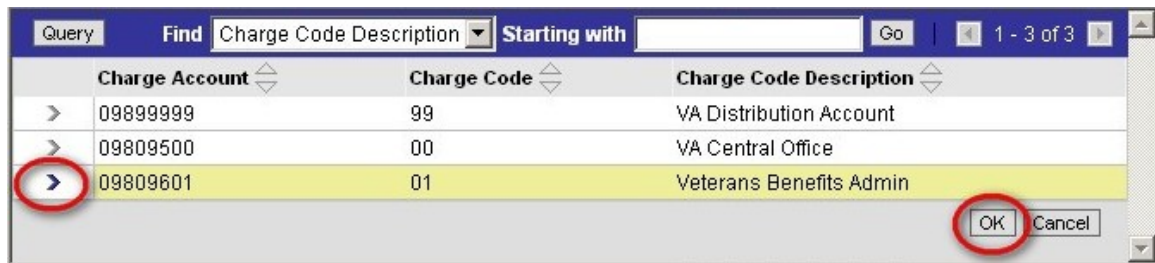 Query Find Charge Code Description Starting with Go 1 - 3 of 3
Charge Account Charge Code Charge Code Description
09899999 99 VA Distribution Account
09809500 00 VA Central Office
09809601 01 Veterans Benefits Admin
OK Cancel